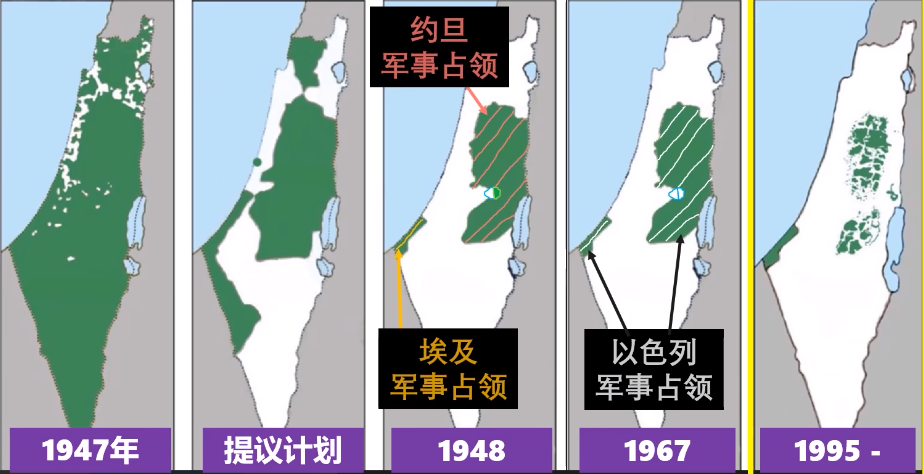 约旦
军事占领
埃及
军事占领
以色列
军事占领
1947年
提议计划
1948
1967
1995 -